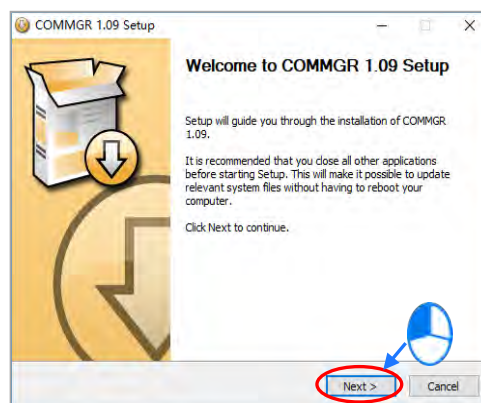 COMMGR 1.09 Setup
Welcome to COMMGR 1.09 Setup
Setup will guide you through the installation of COMMGR
1.09.
It is recommended that you close all other applications
before starting Setup. This will make it possible to update
relevant system files without having to reboot your
computer.
Click Next to continue.
Next > Cancel